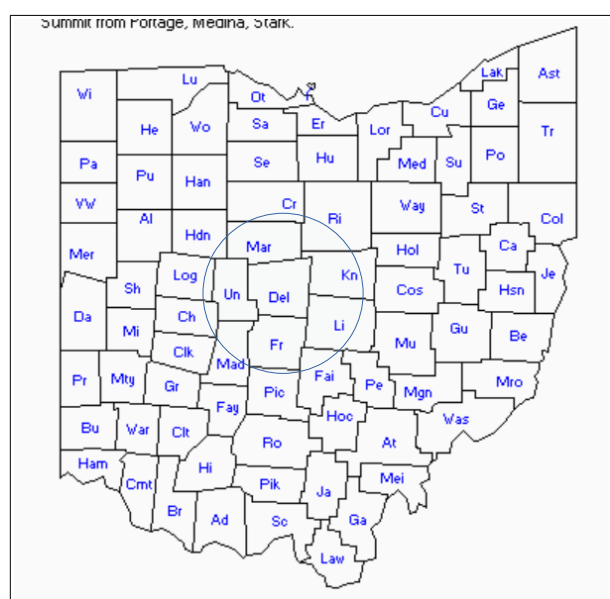 Summit from Portage, Medina, Stark.
Lak Ast
Lu
Wi Ot Ge
Cu
He Wo Sa Er Lor Tr
Pa Se Hu Med Su Po
Pu Han
VW Cr Way St
Al Ri Col
Hdn Mar Ca
Mer Hol Je
Log Kn Tu
Sh Un Del Cos Hsn
Da Ch Li
Mi Gu Be
Clk Fr Mu
Mad
Pr Mty Gr Fai Pe Mgn Mro
Fay Pic
Bu War Clt Hoc Was
Ro At
Ham Hi
Cmt Pik Ja Mei
Br Ad Sc Ga
Law